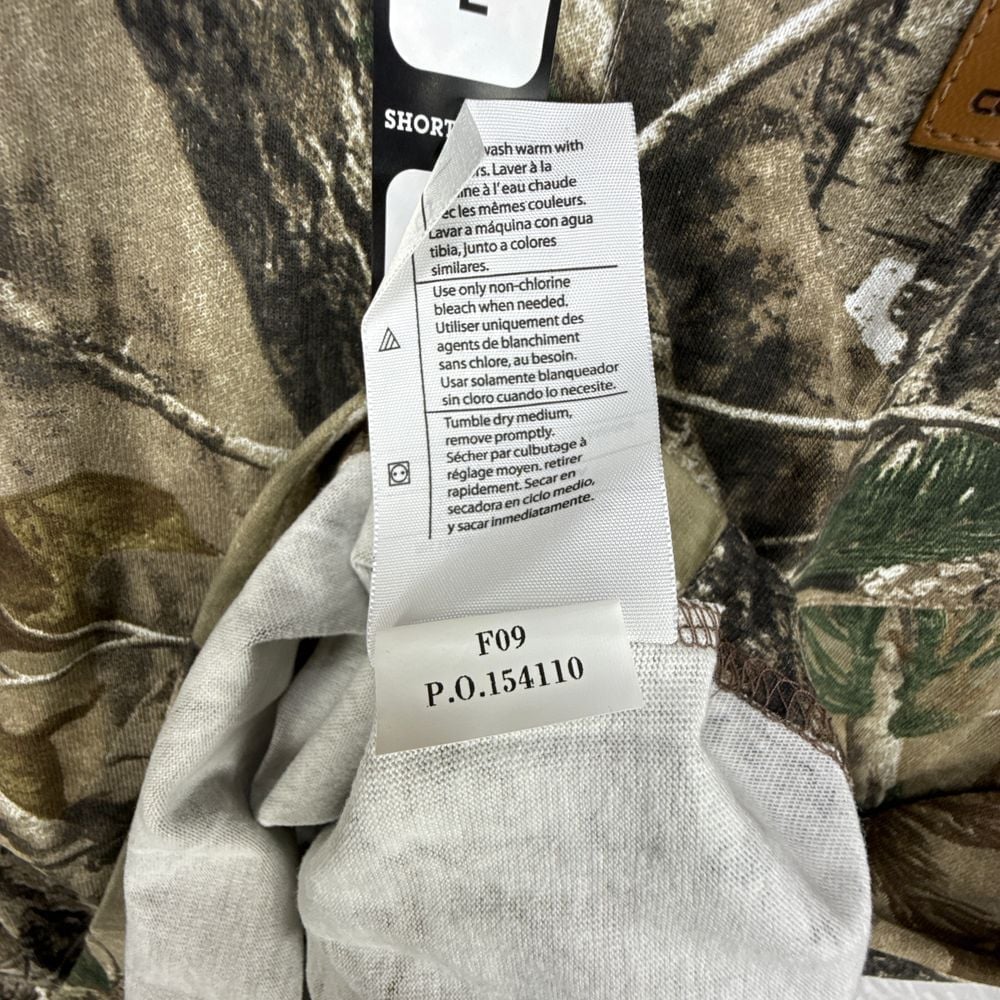 SHORT
wash warm with
Laver à la
à l'eau chaude
les mêmes couleurs.
Lavar a máquina con agua
tibia, junto a colores
similares.
Use only non-chlorine
bleach when needed.
Utiliser uniquement des
agents de blanchiment
sans chlore, au besoin.
Usar solamente blanqueador
sin cloro cuando lo necesite.
Tumble dry medium,
remove promptly.
Sécher par culbutage à
réglage moyen. retirer
rapidement. Secar en
secadora en ciclo medio,
y sacar inmediatamente.
F09
P.O.154110